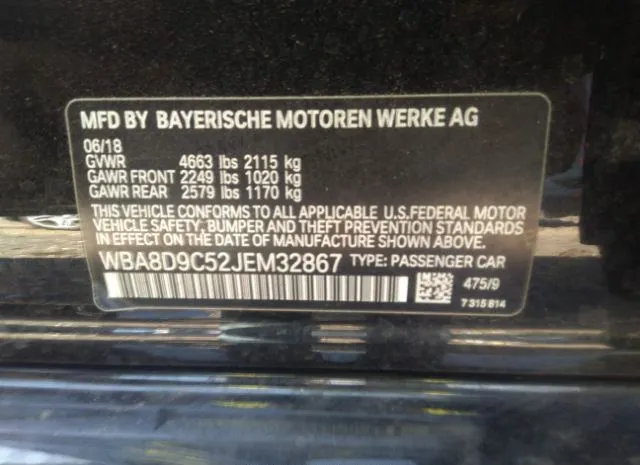 MFD BY BAYERISCHE MOTOREN WERKE AG
06/18
GVWR 4663 lbs 2115 kg
GAWR FRONT 2249 lbs 1020 kg
GAWR REAR 2579 lbs 1170 kg
THIS VEHICLE CONFORMS TO ALL APPLICABLE U.S.FEDERAL MOTOR
VEHICLE SAFETY, BUMPER AND THEFT PREVENTION STANDARDS
IN EFFECT ON THE DATE OF MANUFACTURE SHOWN ABOVE.
WBA8D9C52JEM32867 TYPE: PASSENGER CAR
475/9
7 315 814